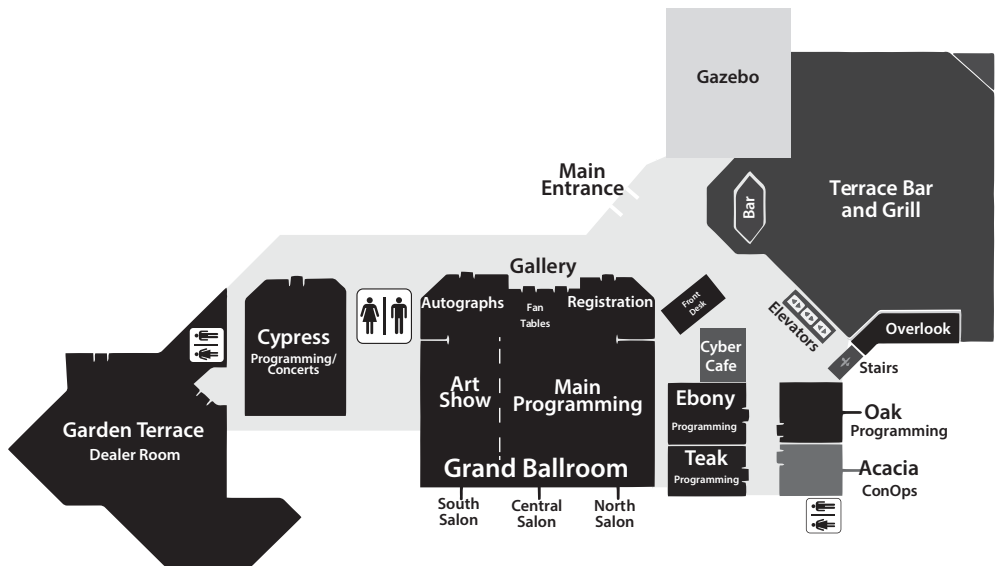 Gazebo
Main
Entrance
Terrace Bar
and Grill
Bar
Gallery
Autographs
Fan
Tables
Registration
Front
Desk
Elevators
Overlook
Stairs
Cypress
Programming/
Concerts
Cyber
Cafe
Art
Show
Main
Programming
Ebony
Programming
Oak
Programming
Garden Terrace
Dealer Room
Grand Ballroom
Teak
Programming
Acacia
ConOps
South
Salon
Central
Salon
North
Salon